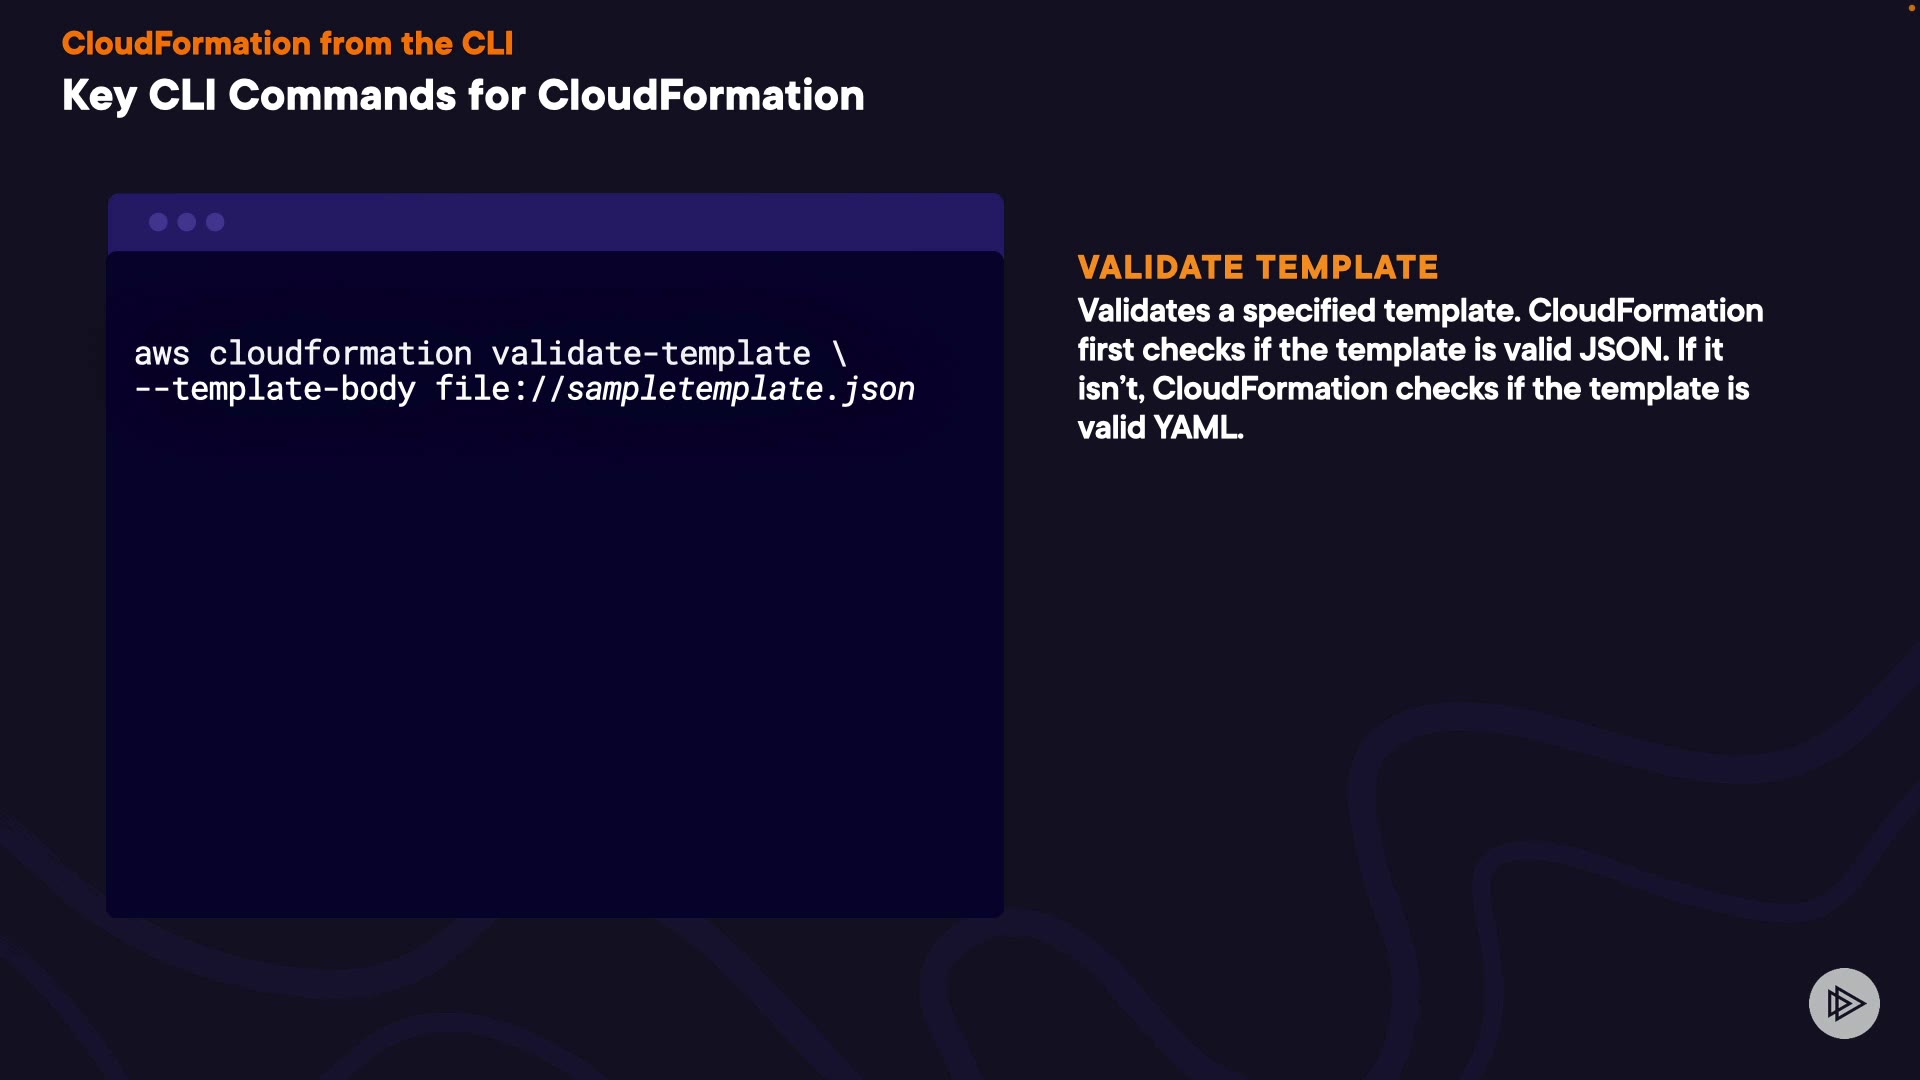 CloudFormation from the CLI
Key CLI Commands for CloudFormation
aws cloudformation validate-template \
--template-body file://sampletemplate.json
VALIDATE TEMPLATE
Validates a specified template. CloudFormation
first checks if the template is valid JSON. If it
isn’t, CloudFormation checks if the template is
valid YAML.